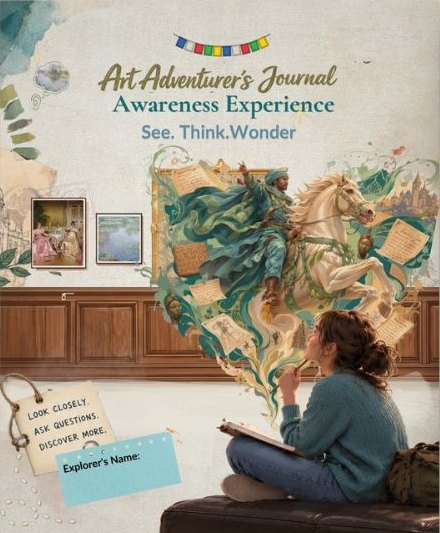 Art Adventurer's Journal
Awareness Experience
See. Think.Wonder
LOOK CLOSELY.
ASK QUESTIONS.
DISCOVER MORE.
Explorer's Name: